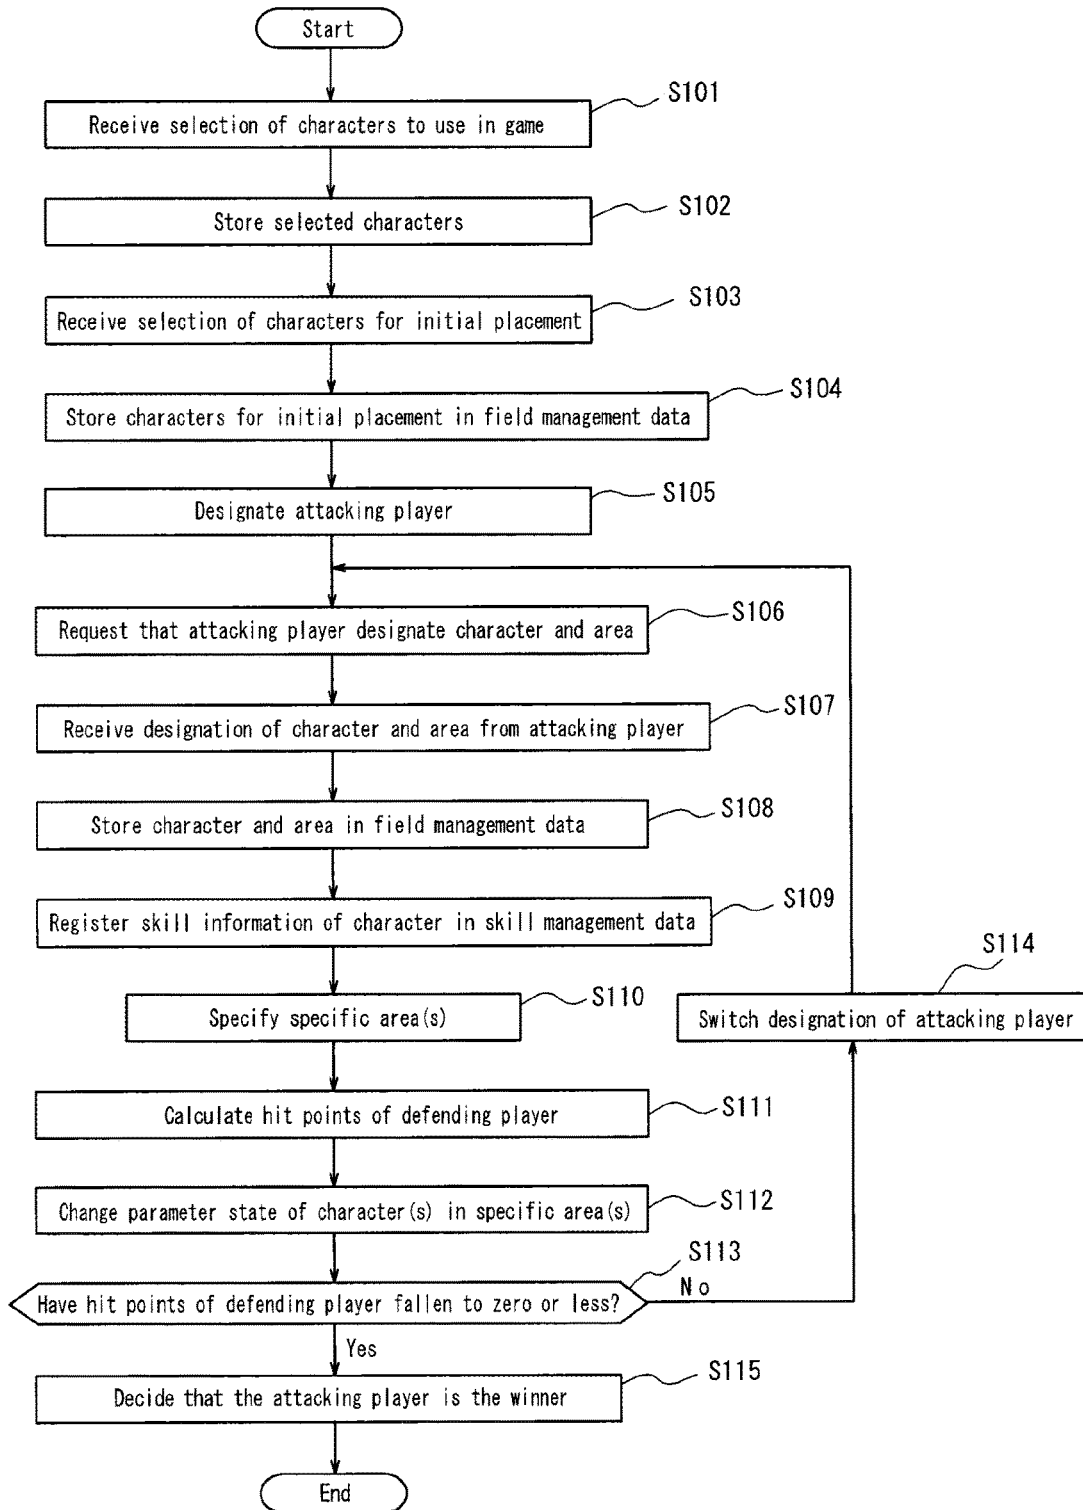 Start
S101
Receive selection of characters to use in game
S102
Store selected characters
S103
Receive selection of characters for initial placement
S104
Store characters for initial placement in field management data
S105
Designate attacking player
S106
Request that attacking player designate character and area
S107
Receive designation of character and area from attacking player
S108
Store character and area in field management data
S109
Register skill information of character in skill management data
S110
Specify specific area(s)
S114
Switch designation of attacking player
S111
Calculate hit points of defending player
S112
Change parameter state of character(s) in specific area(s)
S113
Have hit points of defending player fallen to zero or less?
No
Yes
S115
Decide that the attacking player is the winner
End